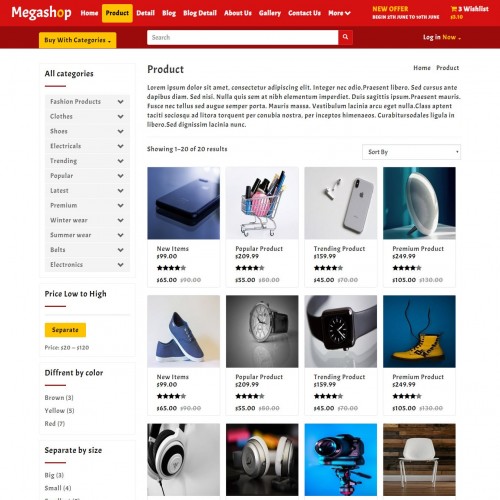 Megashop
Home
Product
Detail
Blog
Blog Detail
About Us
Gallery
Contact Us
More
NEW OFFER
BEGIN 5TH JUNE TO 14TH JUNE
3 Wishlist
$3.10
Buy With Categories
Search
Log in New
All categories
Fashion Products
Clothes
Shoes
Electricals
Trending
Popular
Latest
Premium
Winter wear
Summer wear
Belts
Electronics
Price Low to High
Separate
Price: $20 – $120
Diffrent by color
Brown (3)
Yellow (5)
Red (7)
Separate by size
Big (3)
Small (4)
Product
Home Product
Lorem ipsum dolor sit amet, consectetur adipiscing elit. Integer nec odio.Praesent libero. Sed cursus ante
dapibus diam. Sed nisi. Nulla quis sem at nibh elementum imperdiet. Duis sagittis ipsum.Praesent mauris.
Fusce nec tellus sed augue semper porta. Mauris massa. Vestibulum lacinia arcu eget nulla.Class aptent
taciti sociosqu ad litora torquent per conubia nostra, per inceptos himenaeos. Curabitursodales ligula in
libero.Sed dignissim lacinia nunc.
Showing 1–20 of 20 results
Sort By
New Items
$99.00
$65.00 $90.00
Popular Product
$209.99
$55.00 $80.00
Trending Product
$159.99
$45.00 $70.00
Premium Product
$249.99
$105.00 $130.00
New Items
$99.00
$65.00 $90.00
Popular Product
$209.99
$55.00 $80.00
Trending Product
$159.99
$45.00 $70.00
Premium Product
$249.99
$105.00 $130.00